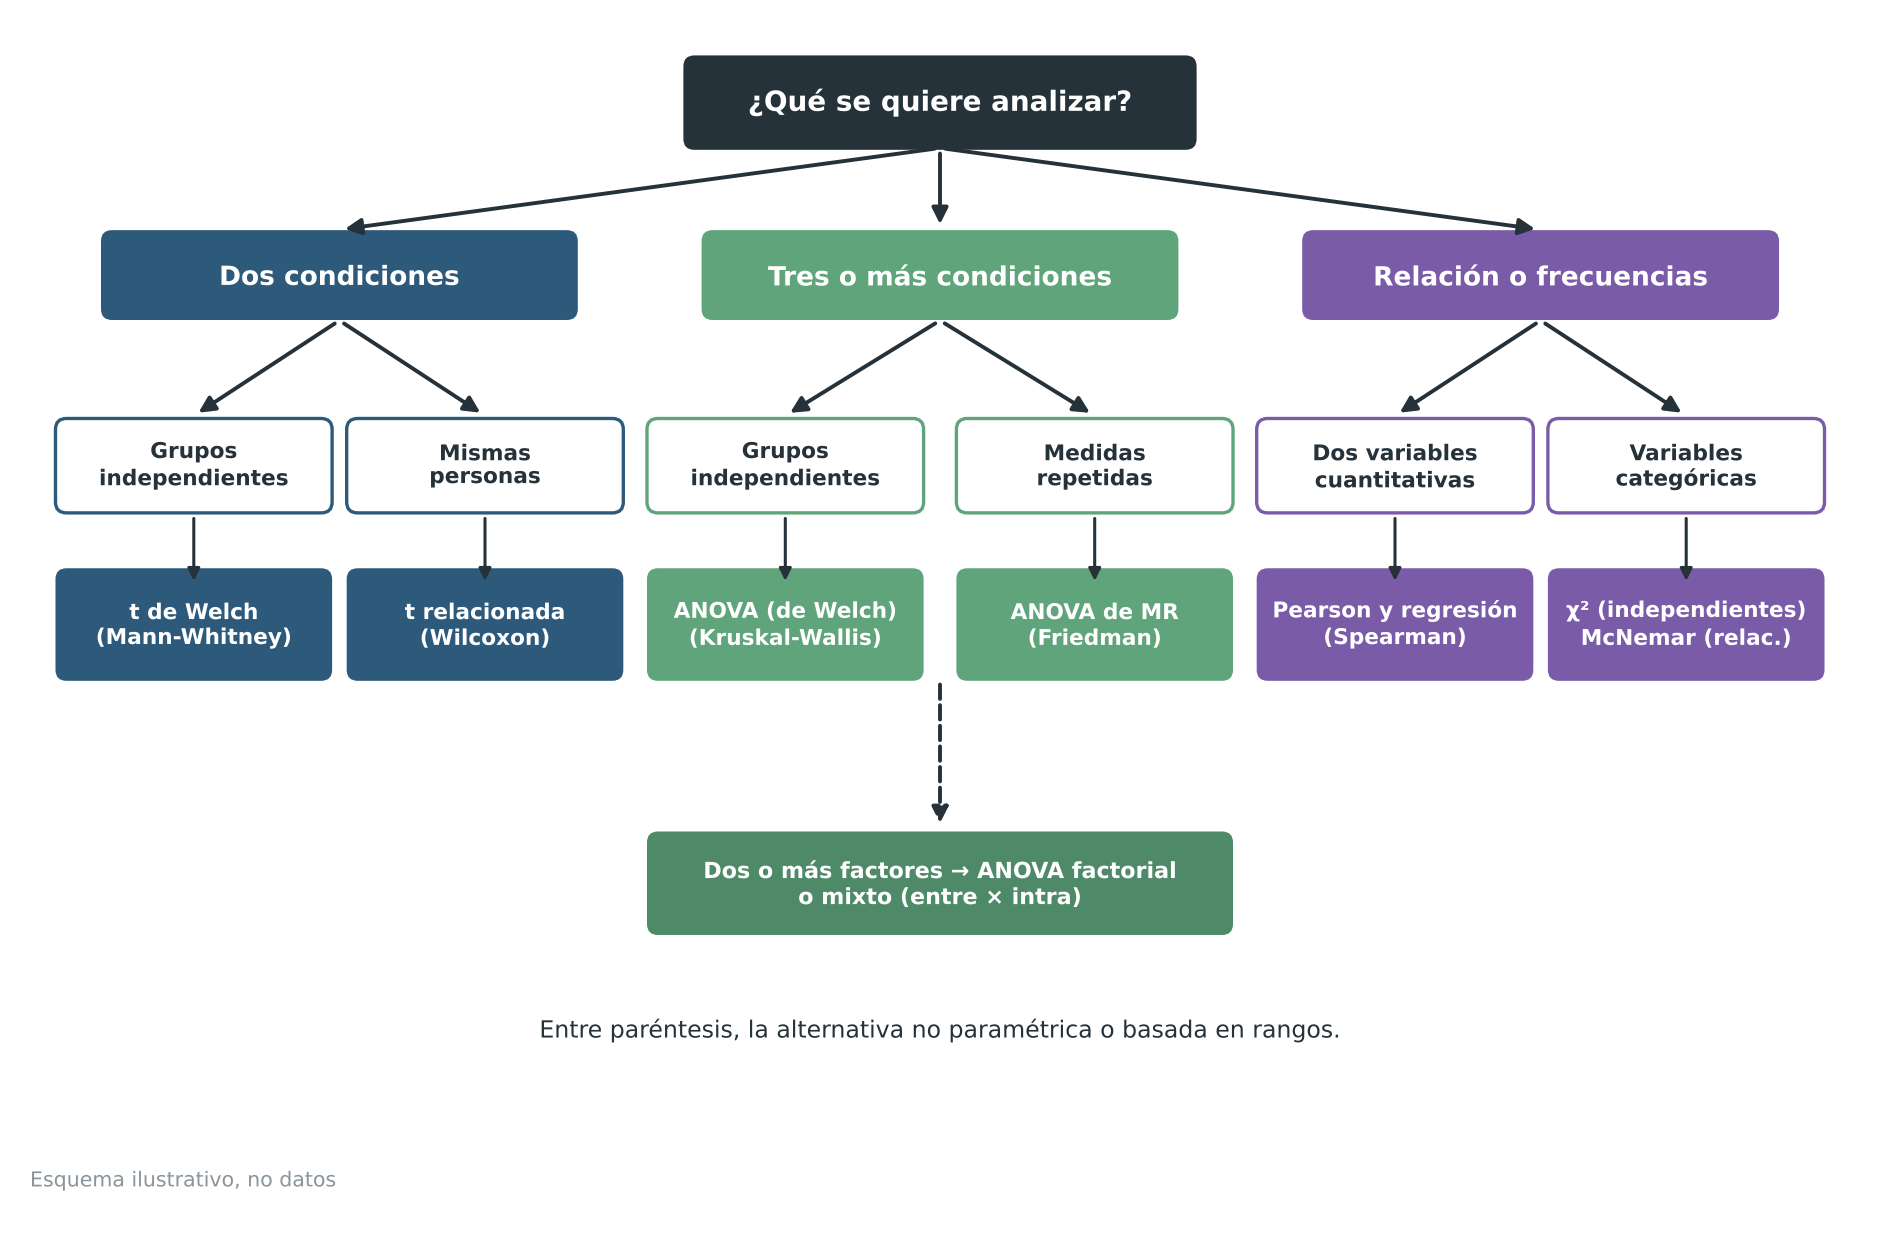 ¿Qué se quiere analizar?
Dos condiciones
Tres o más condiciones
Relación o frecuencias
Grupos
independientes
Mismas
personas
Grupos
independientes
Medidas
repetidas
Dos variables
cuantitativas
Variables
categóricas
t de Welch
(Mann-Whitney)
t relacionada
(Wilcoxon)
ANOVA (de Welch)
(Kruskal-Wallis)
ANOVA de MR
(Friedman)
Pearson y regresión
(Spearman)
χ² (independientes)
McNemar (relac.)
Dos o más factores → ANOVA factorial
o mixto (entre × intra)
Entre paréntesis, la alternativa no paramétrica o basada en rangos.
Esquema ilustrativo, no datos